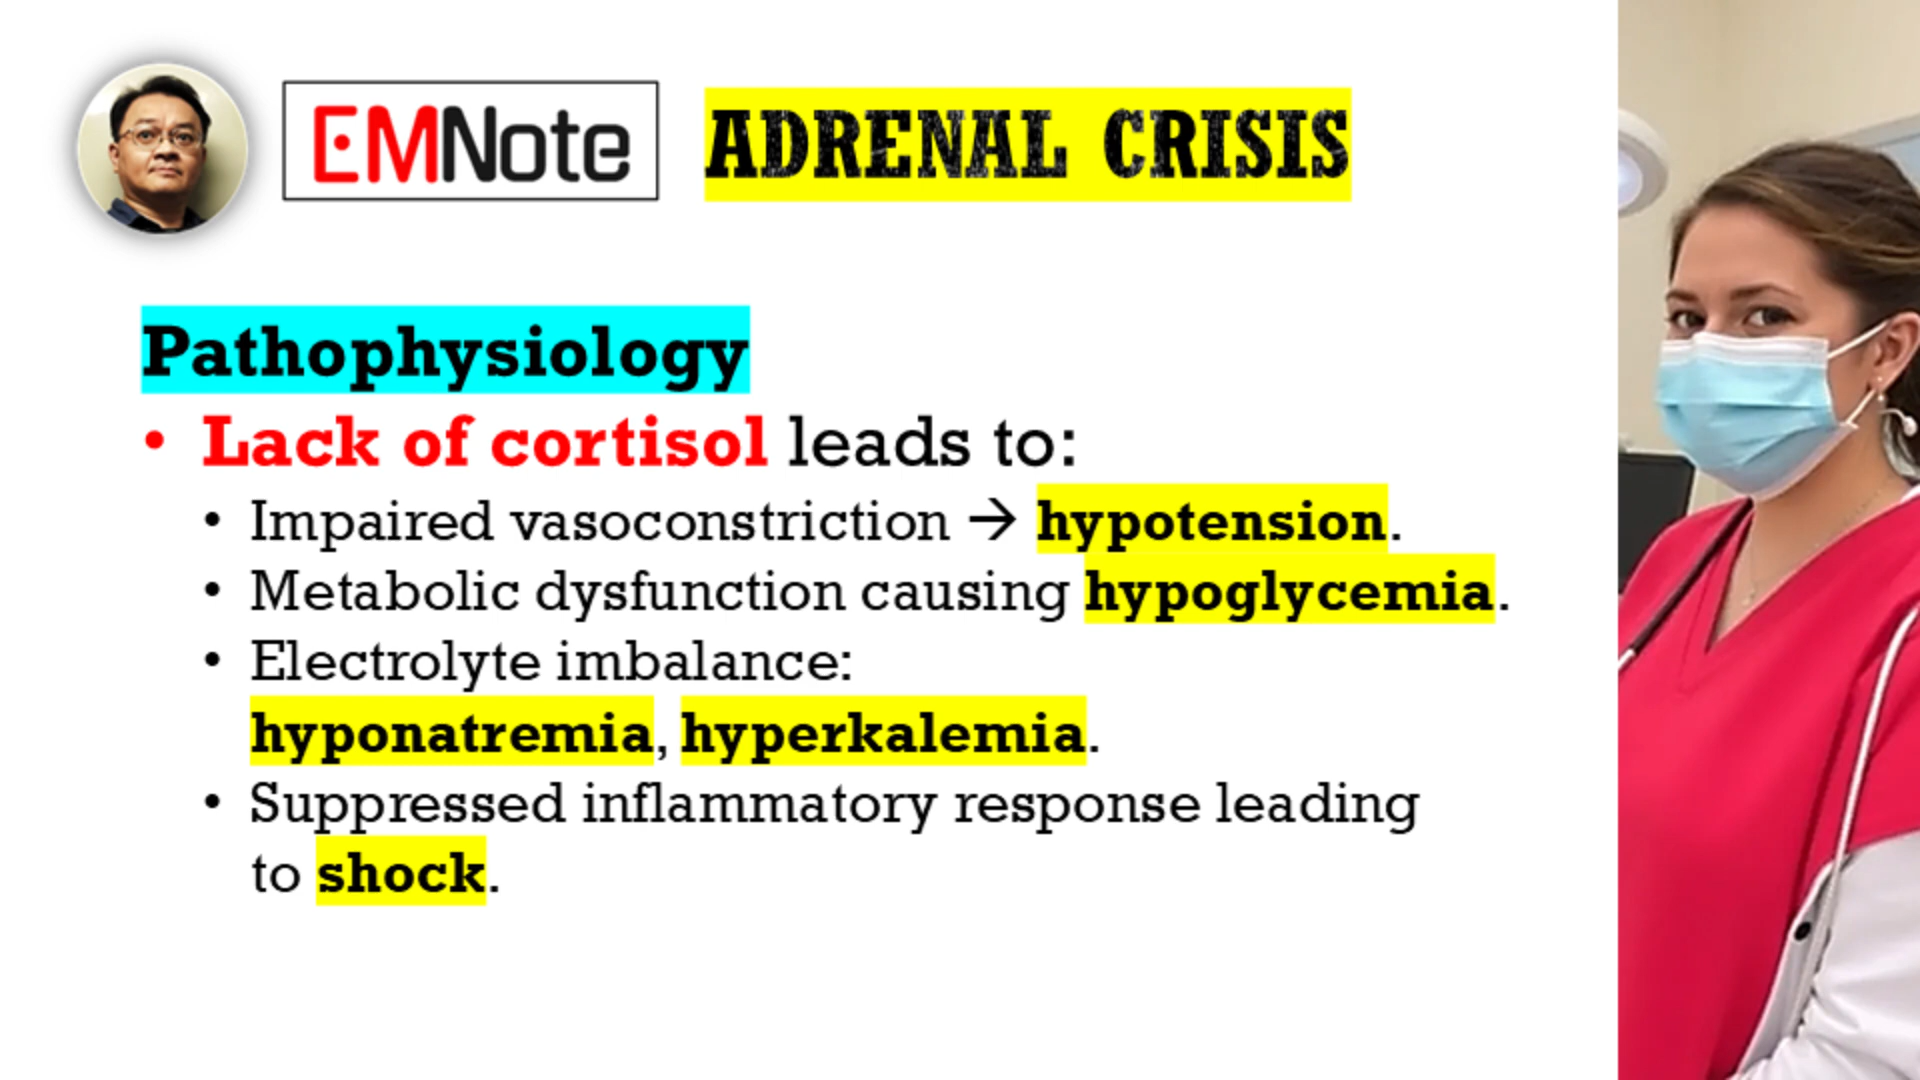 EMNote
ADRENAL CRISIS
Pathophysiology
• Lack of cortisol leads to:
• Impaired vasoconstriction → hypotension.
• Metabolic dysfunction causing hypoglycemia.
• Electrolyte imbalance:
hyponatremia, hyperkalemia.
• Suppressed inflammatory response leading
to shock.